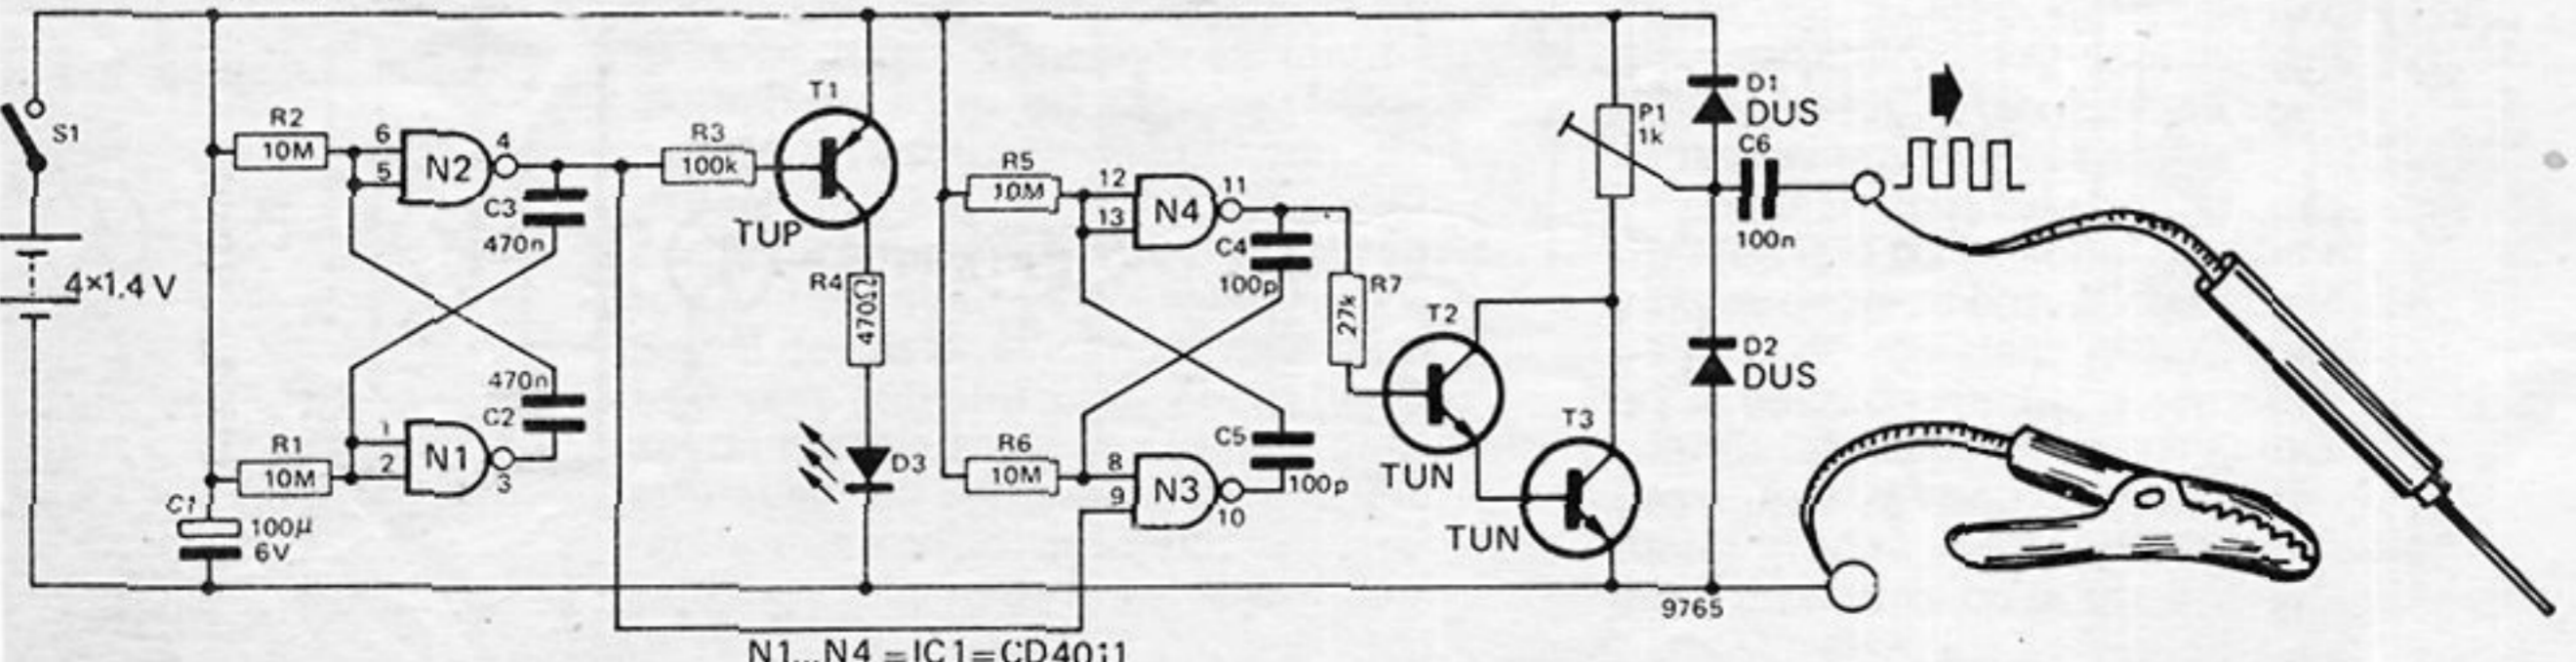 S1
4×1.4 V
R2
10M
6
5
N2
4
C3
470n
R1
10M
1
2
N1
3
470n
C2
C1
100µ
6V
R3
100k
T1
TUP
R4
470Ω
D3
R5
10M
12
13
N4
11
C4
100p
R7
27k
R6
10M
8
9
N3
10
C5
100p
T2
TUN
T3
TUN
P1
1k
D1
DUS
C6
100n
D2
DUS
9765
N1...N4 = IC1 = CD4011